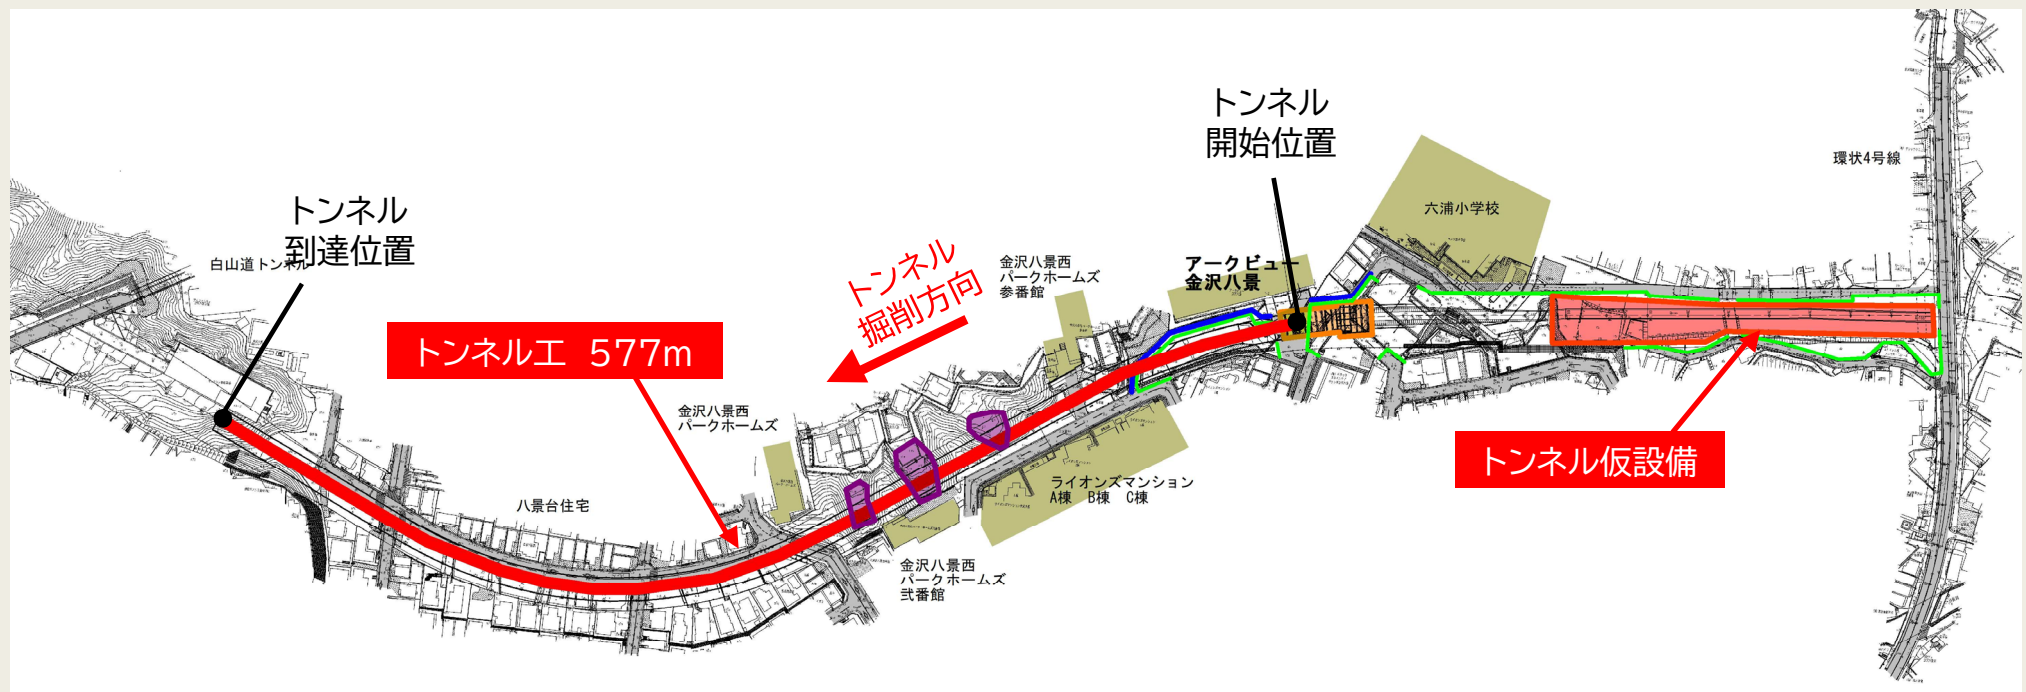 トンネル
開始位置
環状4号線
六浦小学校
トンネル
到達位置
白山道トンネル
トンネル
掘削方向
金沢八景西
パークホームズ
参番館
アークビュー
金沢八景
トンネル工 577m
金沢八景西
パークホームズ
トンネル仮設備
ライオンズマンション
A棟 B棟 C棟
八景台住宅
金沢八景西
パークホームズ
弐番館